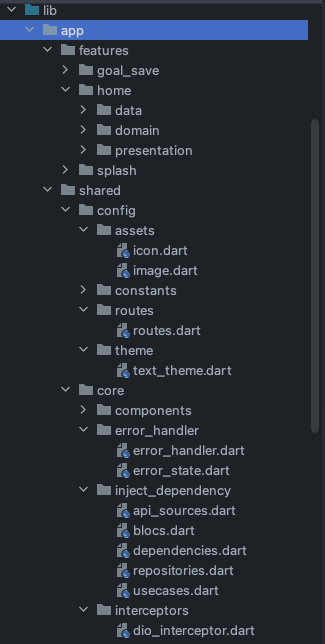 lib
app
features
goal_save
home
data
domain
presentation
splash
shared
config
assets
icon.dart
image.dart
constants
routes
routes.dart
theme
text_theme.dart
core
components
error_handler
error_handler.dart
error_state.dart
inject_dependency
api_sources.dart
blocs.dart
dependencies.dart
repositories.dart
usecases.dart
interceptors
dio_interceptor.dart